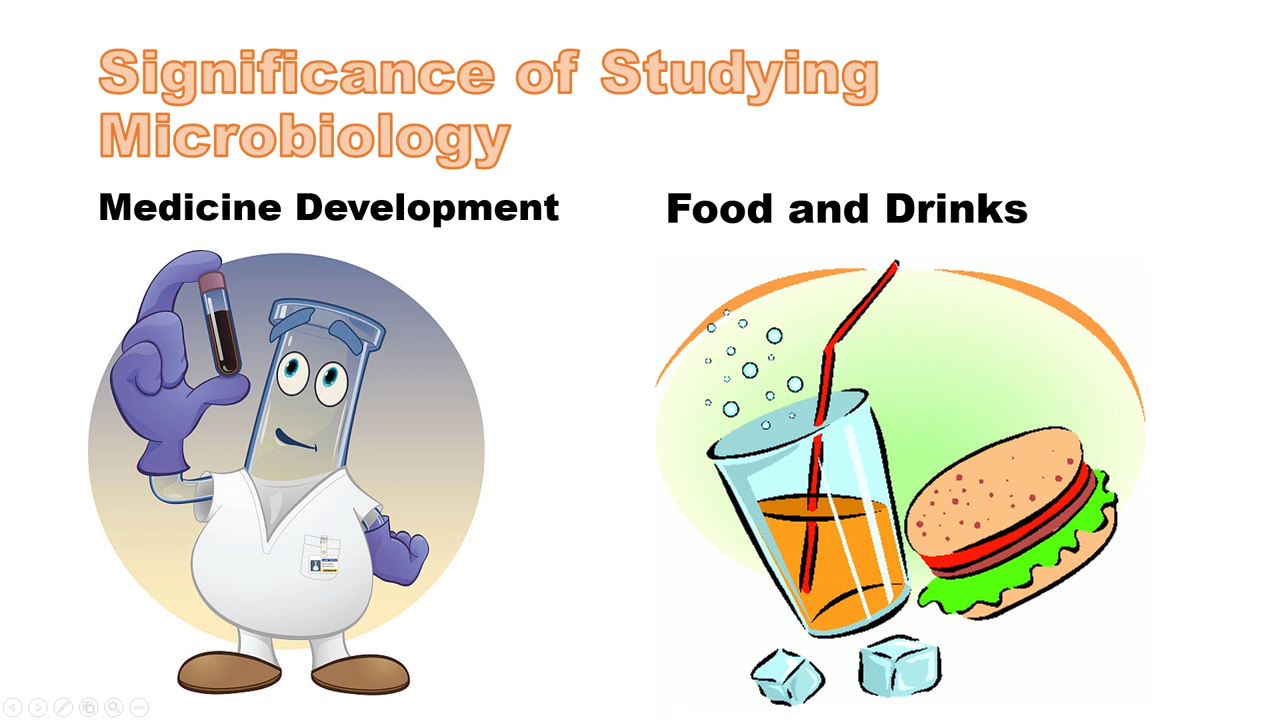 Significance of Studying
Microbiology
Medicine Development
Food and Drinks